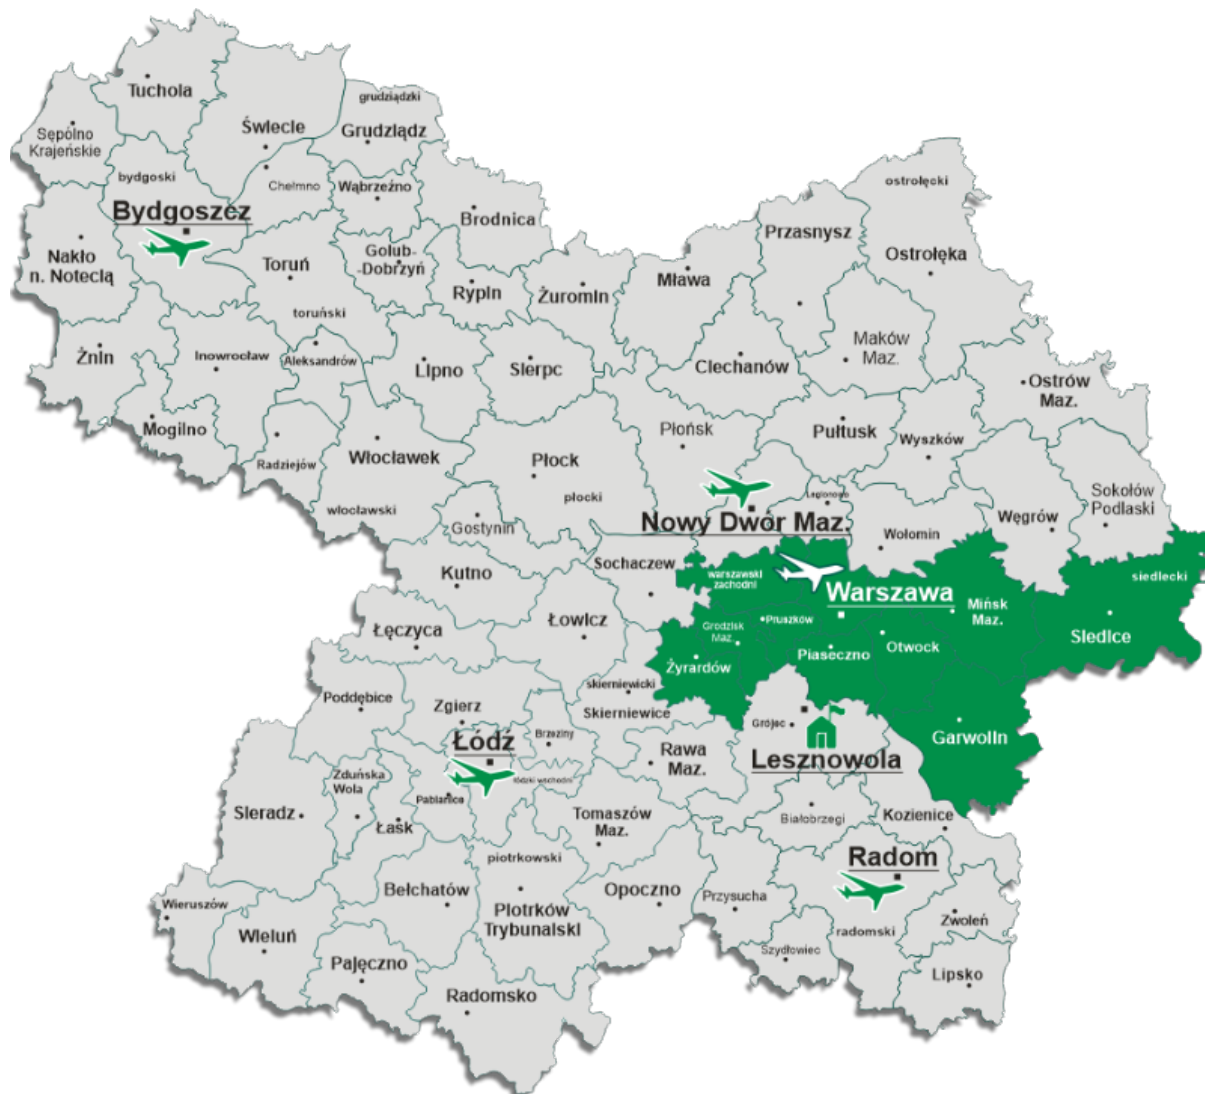 Tuchola
grudziądzki
Świecie
Grudziądz
Sępólno
Krajeńskie
bydgoski
Chełmno
Wąbrzeźno
Bydgoszcz
Brodnica
ostrołęcki
Przasnysz
Nakło
n. Notecią
Toruń
Golub-
-Dobrzyń
Rypin
Żuromin
Mława
Ostrołęka
toruński
Żnin
Inowrocław
Aleksandrów
Lipno
Sierpc
Ciechanów
Maków
Maz.
Ostrów
Maz.
Mogilno
Radziejów
Włocławek
Płock
Płońsk
Pułtusk
Wyszków
włocławski
płocki
Gostynin
Legionowo
Nowy Dwór Maz.
Węgrów
Sokołów
Podlaski
Wołomin
Kutno
Sochaczew
warszawski
zachodni
Warszawa
siedlecki
Łęczyca
Łowicz
Grodzisk
Maz.
Pruszków
Mińsk
Maz.
Siedlce
Żyrardów
Piaseczno
Otwock
Poddębice
Zgierz
skierniewicki
Skierniewice
Brzeziny
Grójec
Garwolin
Łódź
Rawa
Maz.
Lesznowola
Zduńska
Wola
Pabianice
łódzki wschodni
Sieradz
Łask
Tomaszów
Maz.
Białobrzegi
Kozienice
piotrkowski
Radom
Wieruszów
Bełchatów
Piotrków
Trybunalski
Opoczno
Przysucha
radomski
Zwoleń
Wieluń
Pajęczno
Szydłowiec
Lipsko
Radomsko